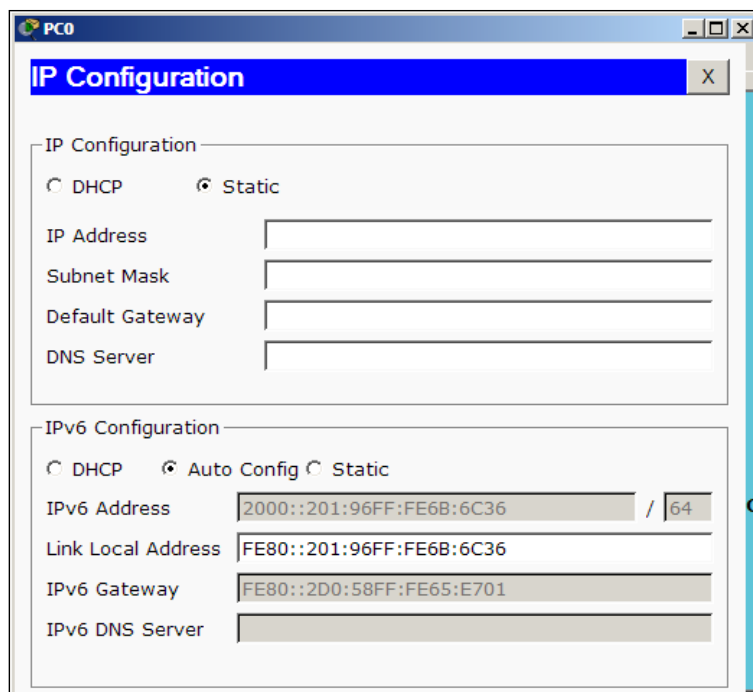 PC0
IP Configuration
X
IP Configuration
DHCP Static
IP Address
Subnet Mask
Default Gateway
DNS Server
IPv6 Configuration
DHCP Auto Config Static
IPv6 Address 2000::201:96FF:FE6B:6C36 / 64
Link Local Address FE80::201:96FF:FE6B:6C36
IPv6 Gateway FE80::2D0:58FF:FE65:E701
IPv6 DNS Server